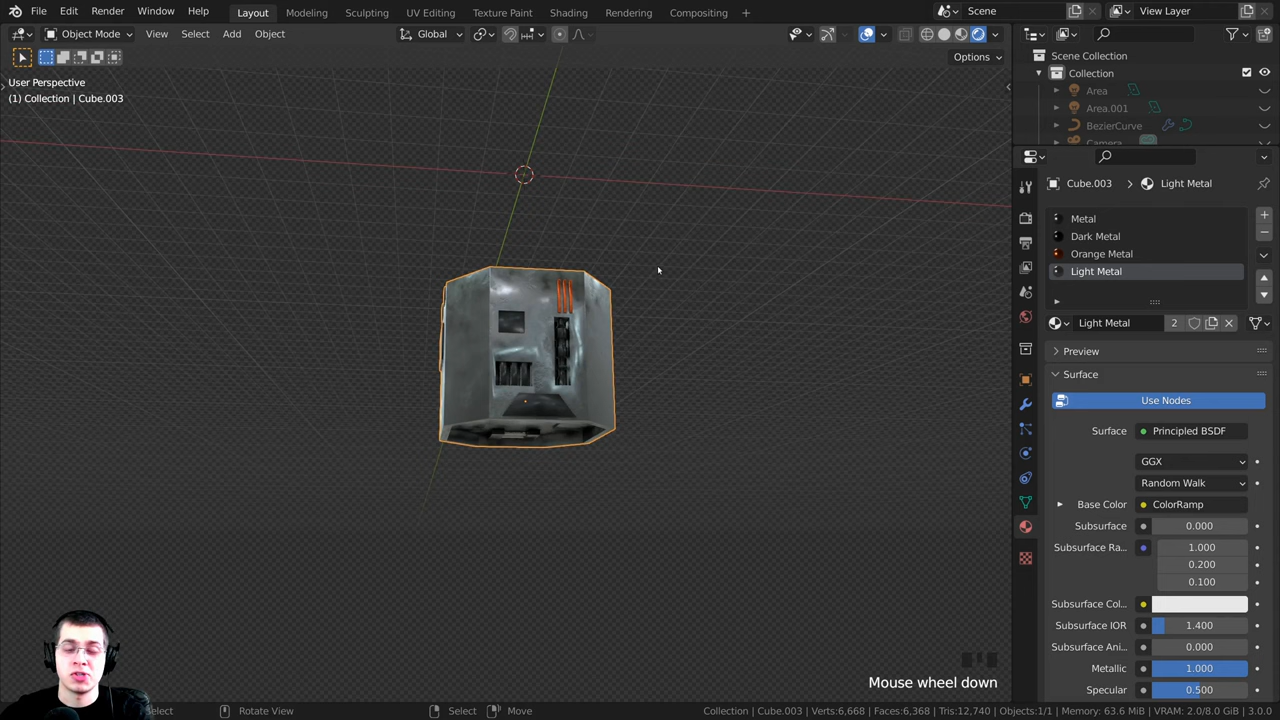 File Edit Render Window Help
Layout Modeling Sculpting UV Editing Texture Paint Shading Rendering Compositing +
Scene
View Layer
Object Mode View Select Add Object
Global
Options
User Perspective
(1) Collection | Cube.003
Scene Collection
Collection
Area
Area.001
BezierCurve
Camera
Cube.003 Light Metal
Metal
Dark Metal
Orange Metal
Light Metal
Light Metal 2
Preview
Surface
Use Nodes
Surface Principled BSDF
GGX
Random Walk
Base Color ColorRamp
Subsurface 0.000
Subsurface Ra... 1.000
0.200
0.100
Subsurface Col...
Subsurface IOR 1.400
Subsurface Ani... 0.000
Metallic 1.000
Specular 0.500
Mouse wheel down
Select Rotate View Select Move
Collection | Cube.003 | Verts:6,668 | Faces:6,368 | Tris:12,740 | Objects:1/1 | Memory: 63.6 MiB | VRAM: 2.0/8.0 GiB | 3.0.0